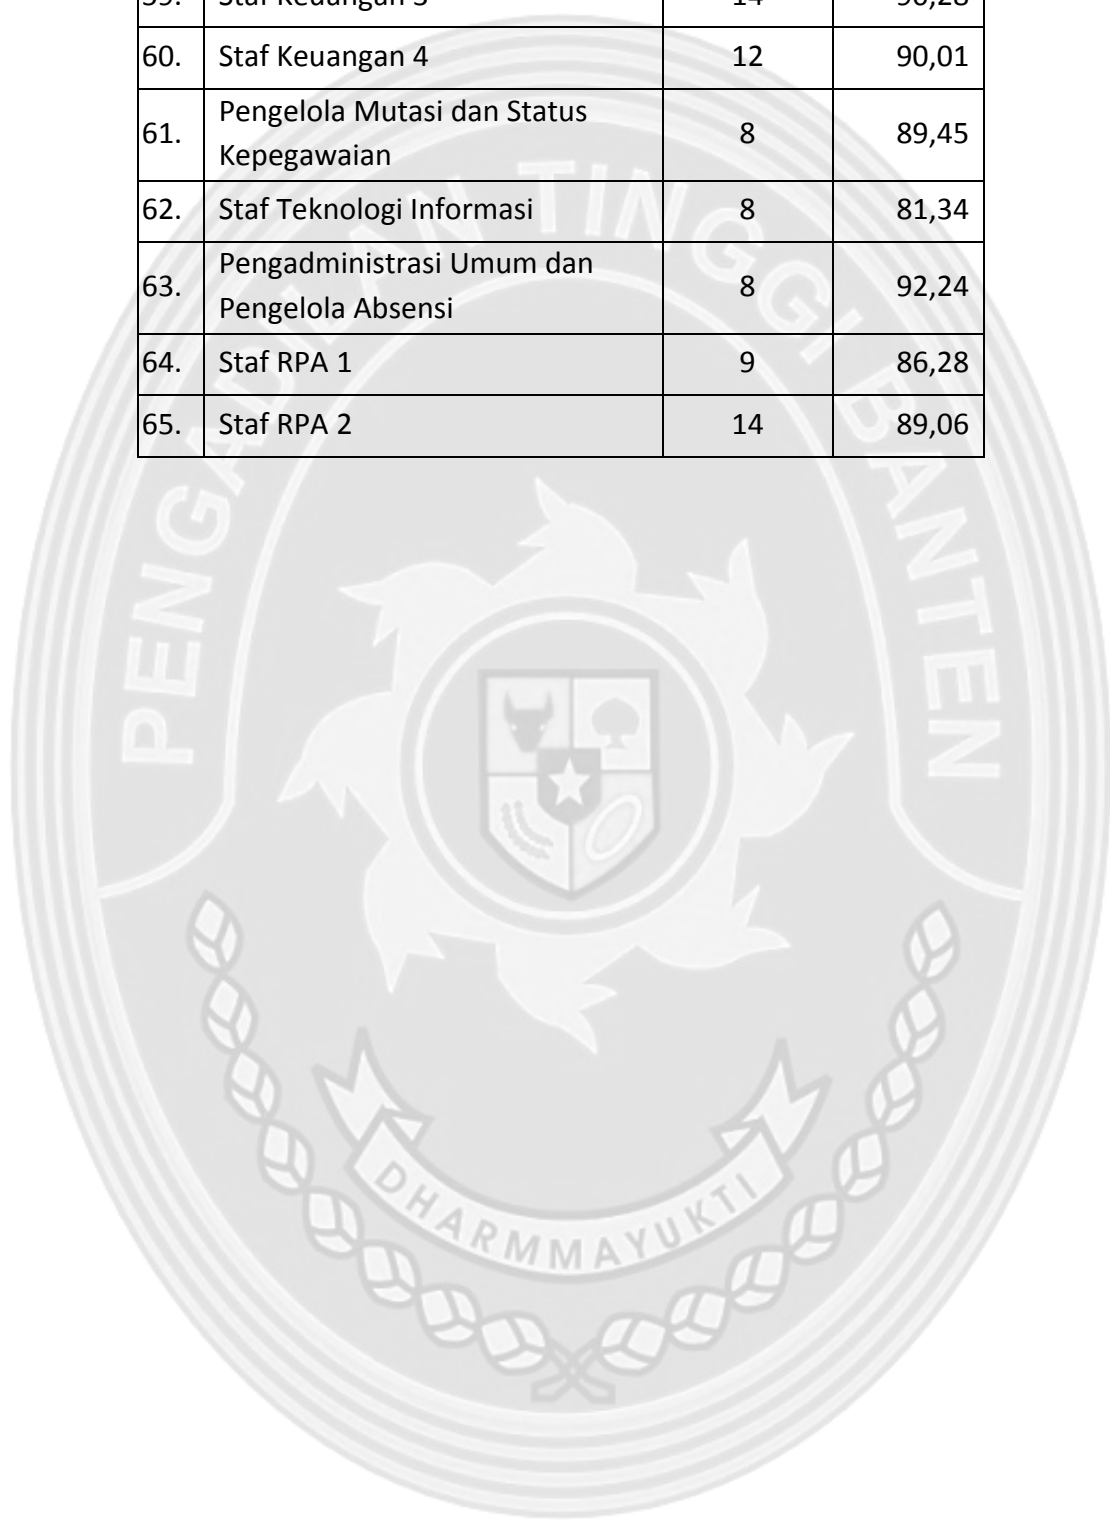 60. Staf Keuangan 4 12 90,01
61. Pengelola Mutasi dan Status
Kepegawaian 8 89,45
62. Staf Teknologi Informasi 8 81,34
63. Pengadministrasi Umum dan
Pengelola Absensi 8 92,24
64. Staf RPA 1 9 86,28
65. Staf RPA 2 14 89,06
PENGADILAN TINGGI BANTEN
DHARMMAYUKTI